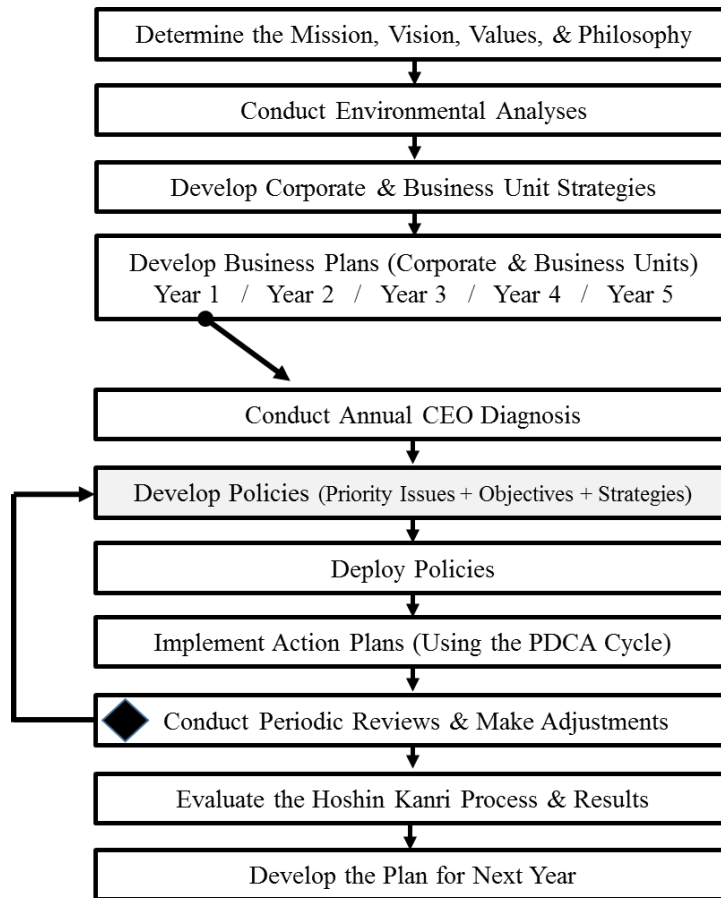 Determine the Mission, Vision, Values, & Philosophy
Conduct Environmental Analyses
Develop Corporate & Business Unit Strategies
Develop Business Plans (Corporate & Business Units)
Year 1 / Year 2 / Year 3 / Year 4 / Year 5
Conduct Annual CEO Diagnosis
Develop Policies (Priority Issues + Objectives + Strategies)
Deploy Policies
Implement Action Plans (Using the PDCA Cycle)
Conduct Periodic Reviews & Make Adjustments
Evaluate the Hoshin Kanri Process & Results
Develop the Plan for Next Year